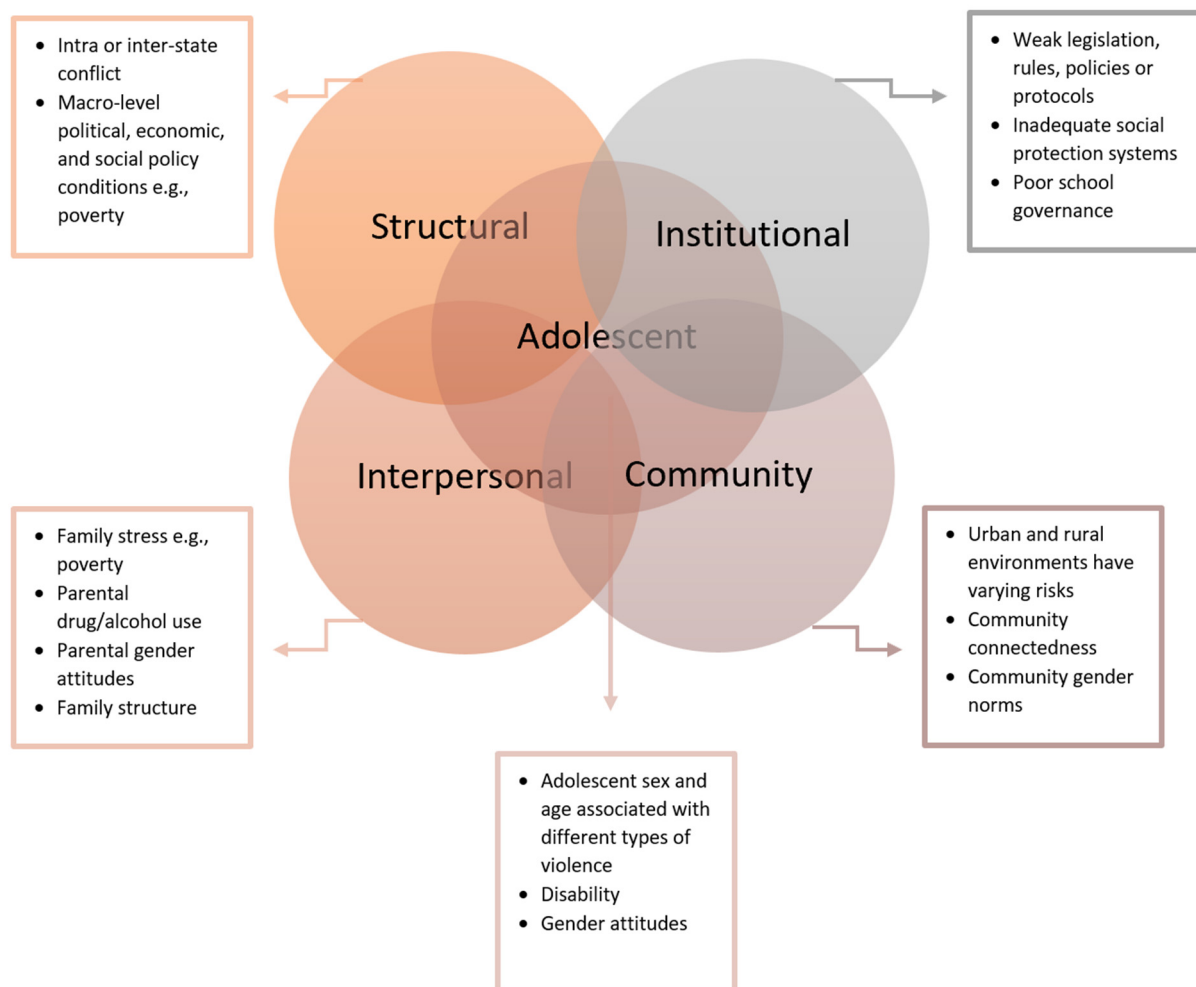 • Intra or inter-state
conflict
• Macro-level
political, economic,
and social policy
conditions e.g.,
poverty
• Weak legislation,
rules, policies or
protocols
• Inadequate social
protection systems
• Poor school
governance
Structural
Institutional
Adolescent
Interpersonal
Community
• Family stress e.g.,
poverty
• Parental
drug/alcohol use
• Parental gender
attitudes
• Family structure
• Urban and rural
environments have
varying risks
• Community
connectedness
• Community gender
norms
• Adolescent sex and
age associated with
different types of
violence
• Disability
• Gender attitudes